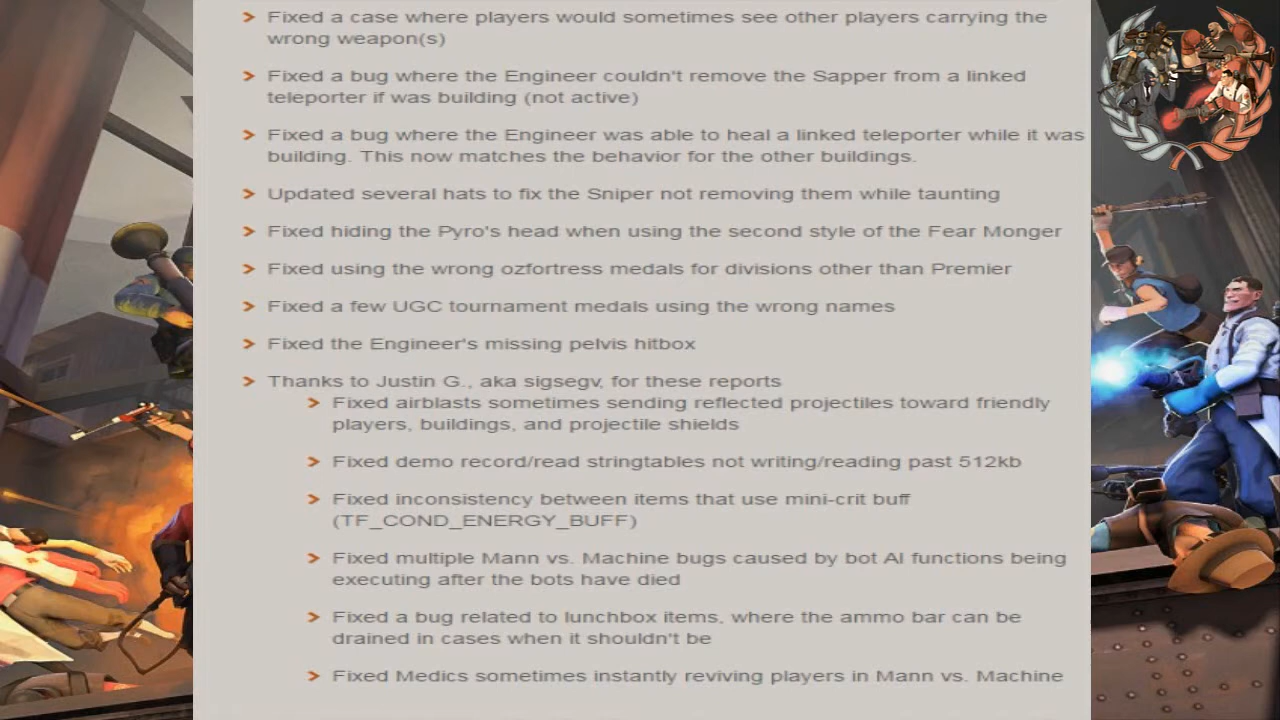 Fixed a case where players would sometimes see other players carrying the
wrong weapon(s)
Fixed a bug where the Engineer couldn't remove the Sapper from a linked
teleporter if was building (not active)
Fixed a bug where the Engineer was able to heal a linked teleporter while it was
building. This now matches the behavior for the other buildings.
Updated several hats to fix the Sniper not removing them while taunting
Fixed hiding the Pyro's head when using the second style of the Fear Monger
Fixed using the wrong ozfortress medals for divisions other than Premier
Fixed a few UGC tournament medals using the wrong names
Fixed the Engineer's missing pelvis hitbox
Thanks to Justin G., aka sigsegv, for these reports
Fixed airblasts sometimes sending reflected projectiles toward friendly
players, buildings, and projectile shields
Fixed demo record/read stringtables not writing/reading past 512kb
Fixed inconsistency between items that use mini-crit buff
(TF_COND_ENERGY_BUFF)
Fixed multiple Mann vs. Machine bugs caused by bot AI functions being
executing after the bots have died
Fixed a bug related to lunchbox items, where the ammo bar can be
drained in cases when it shouldn't be
Fixed Medics sometimes instantly reviving players in Mann vs. Machine